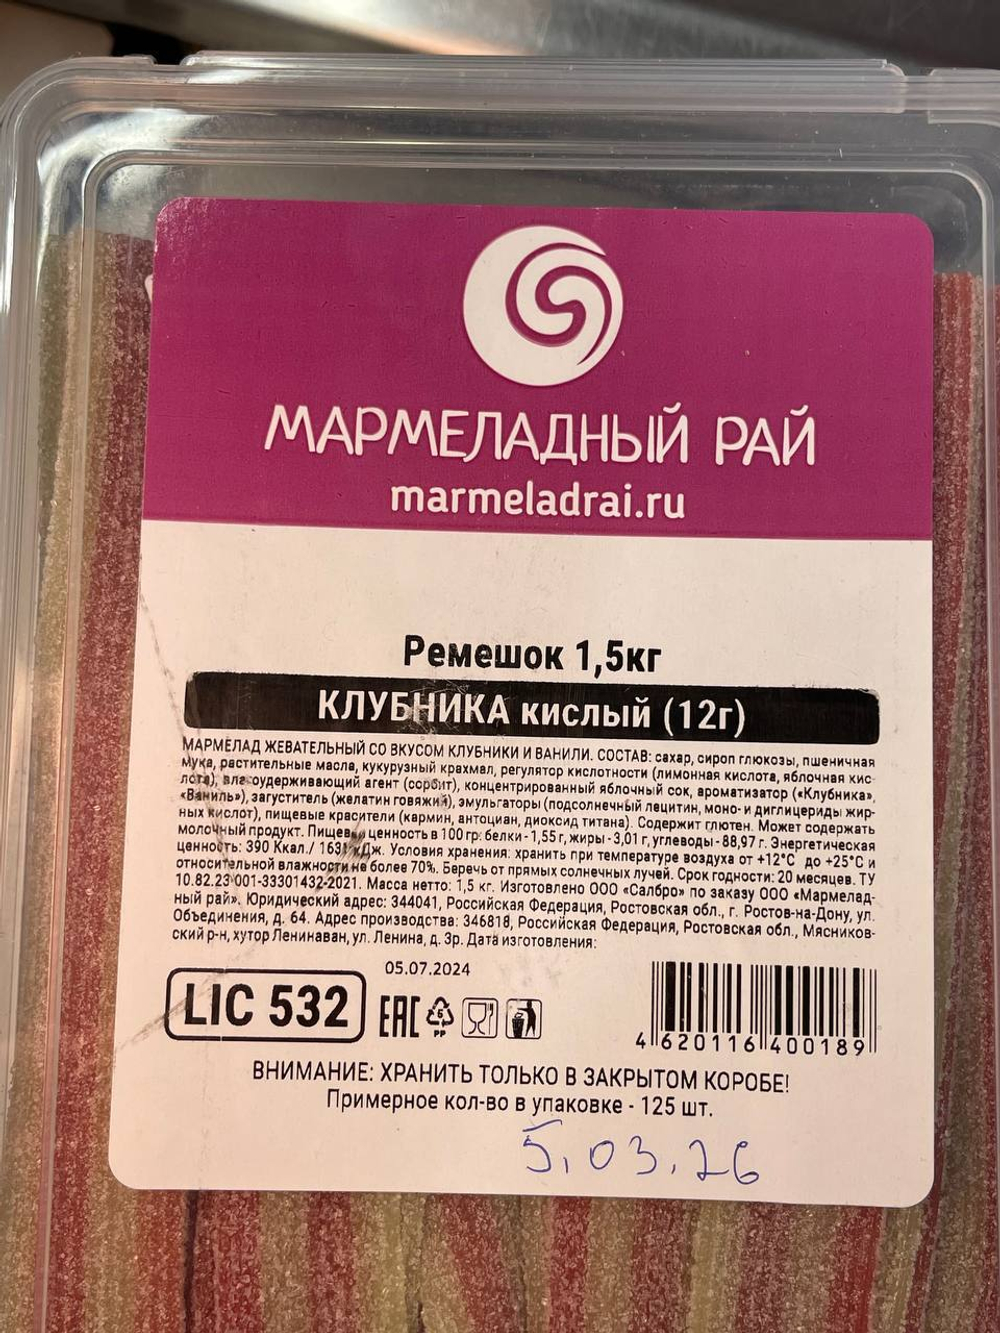 МАРМЕЛАДНЫЙ РАЙ
marmeladrai.ru
Ремешок 1,5кг
КЛУБНИКА кислый (12г)
МАРМЕЛАД ЖЕВАТЕЛЬНЫЙ СО ВКУСОМ КЛУБНИКИ И ВАНИЛИ. СОСТАВ: сахар, сироп глюкозы, пшеничная
мука, растительные масла, кукурузный крахмал, регулятор кислотности (лимонная кислота, яблочная кис-
лота), влагоудерживающий агент (сорбит), концентрированный яблочный сок, ароматизатор («Клубника»,
«Ваниль»), загуститель (желатин говяжий), эмульгаторы (подсолнечный лецитин, моно- и диглицериды жир-
ных кислот), пищевые красители (кармин, антоциан, диоксид титана). Содержит глютен. Может содержать
молочный продукт. Пищевая ценность в 100 гр: белки - 1,55 г, жиры - 3,01 г, углеводы - 88,97 г. Энергетическая
ценность: 390 Ккал./ 1631 кДж. Условия хранения: хранить при температуре воздуха от +12°С до +25°С и
относительной влажности не более 70%. Беречь от прямых солнечных лучей. Срок годности: 20 месяцев. ТУ
10.82.23-001-33301432-2021. Масса нетто: 1,5 кг. Изготовлено ООО «Салбро» по заказу ООО «Мармелад-
ный рай». Юридический адрес: 344041, Российская Федерация, Ростовская обл., г. Ростов-на-Дону, ул.
Объединения, д. 64. Адрес производства: 346818, Российская Федерация, Ростовская обл., Мясников-
ский р-н, хутор Ленинаван, ул. Ленина, д. 3р. Дата изготовления:
05.07.2024
LIC 532
EAC
6
PP
4 620116 400189
ВНИМАНИЕ: ХРАНИТЬ ТОЛЬКО В ЗАКРЫТОМ КОРОБЕ!
Примерное кол-во в упаковке - 125 шт.
5.03.26